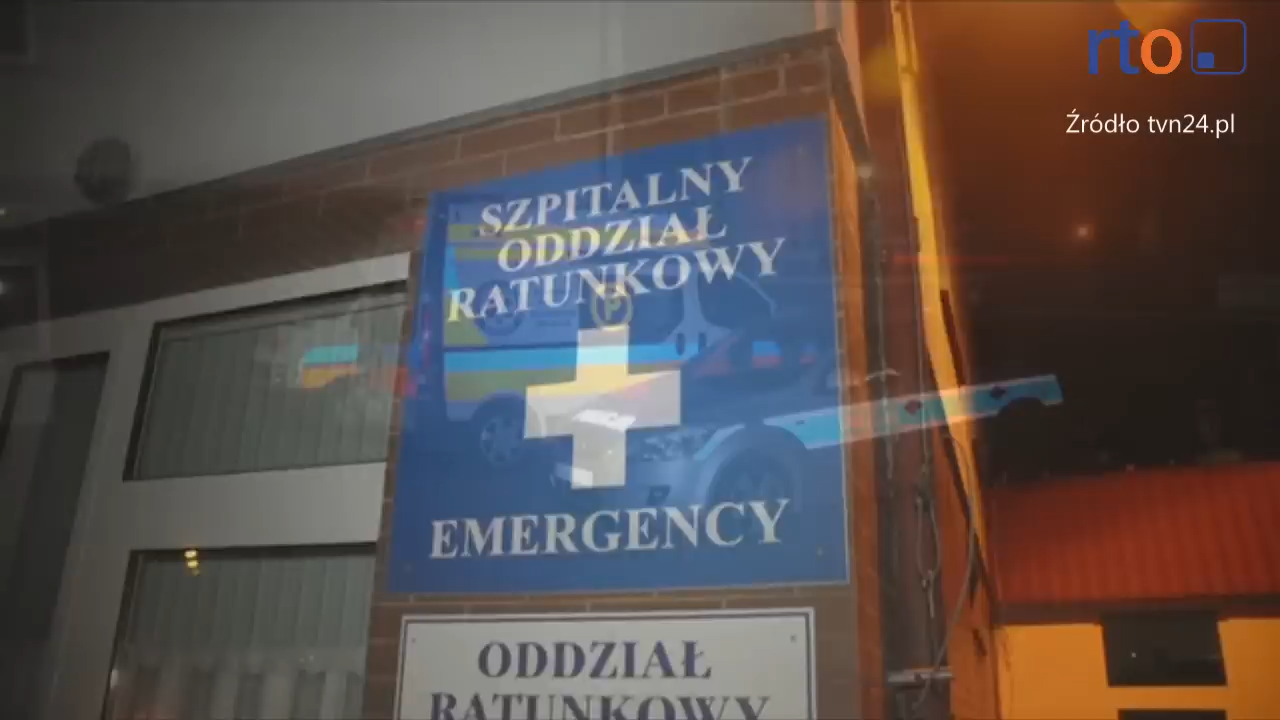 rto
Źródło tvn24.pl
SZPITALNY
ODDZIAŁ
RATUNKOWY
P
EMERGENCY
ODDZIAŁ
RATUNKOWY